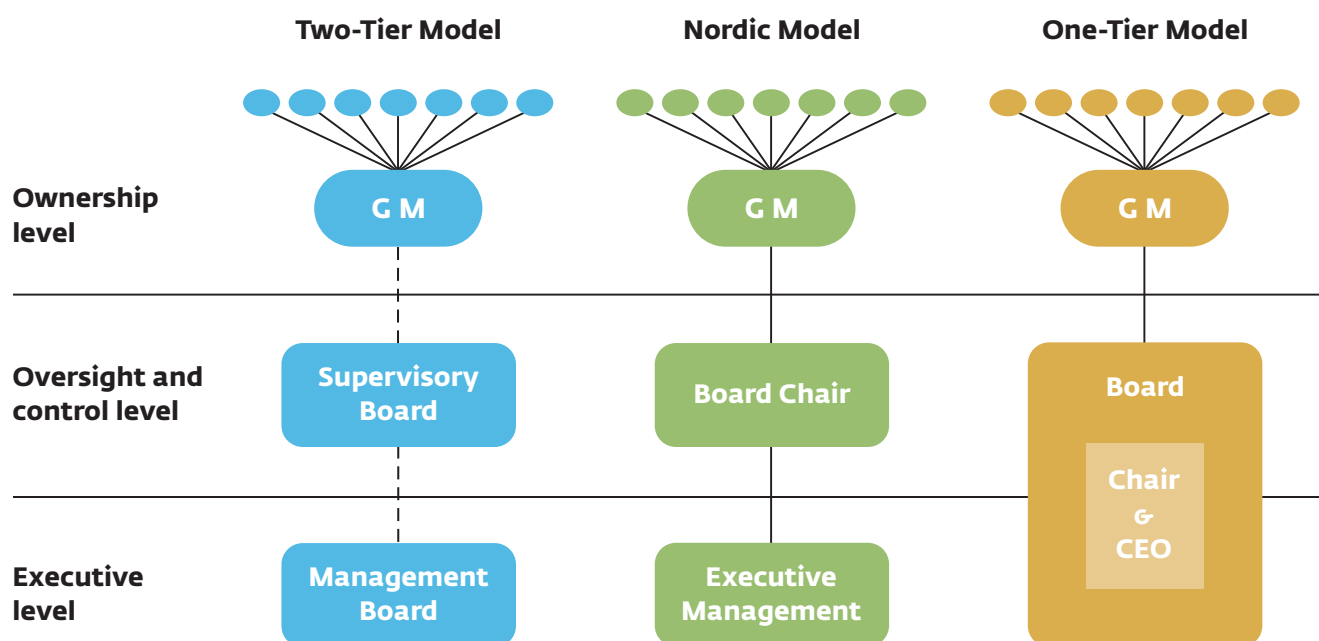 Two-Tier Model
Nordic Model
One-Tier Model
Ownership
level
G M
G M
G M
Oversight and
control level
Supervisory
Board
Board Chair
Board
Chair
&
CEO
Executive
level
Management
Board
Executive
Management